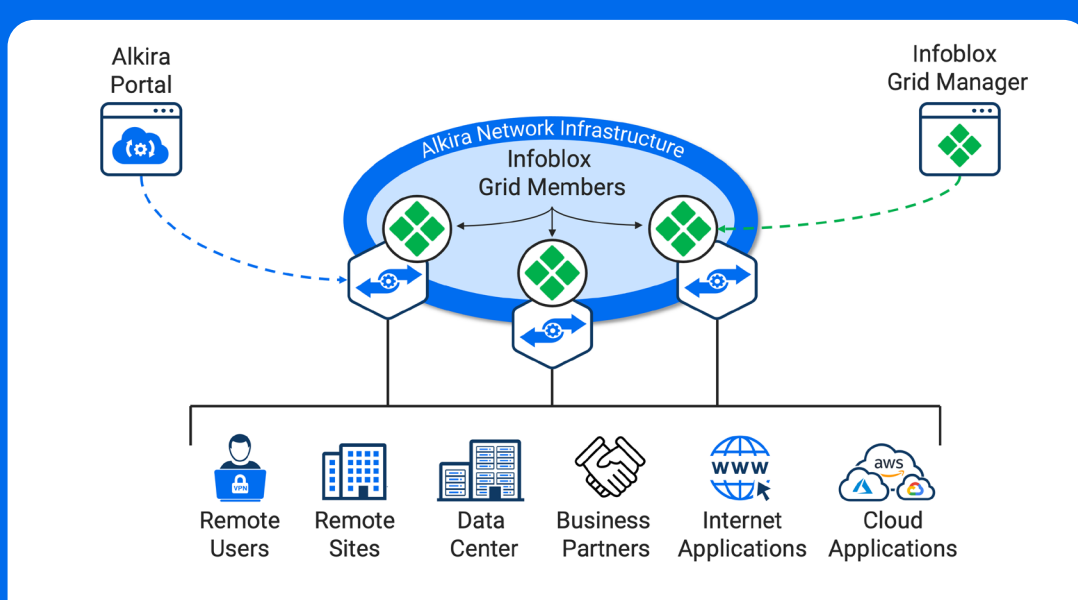 Alkira
Portal
Infoblox
Grid Manager
Alkira Network Infrastructure
Infoblox
Grid Members
VPN
WWW
aws
Remote
Users
Remote
Sites
Data
Center
Business
Partners
Internet
Applications
Cloud
Applications